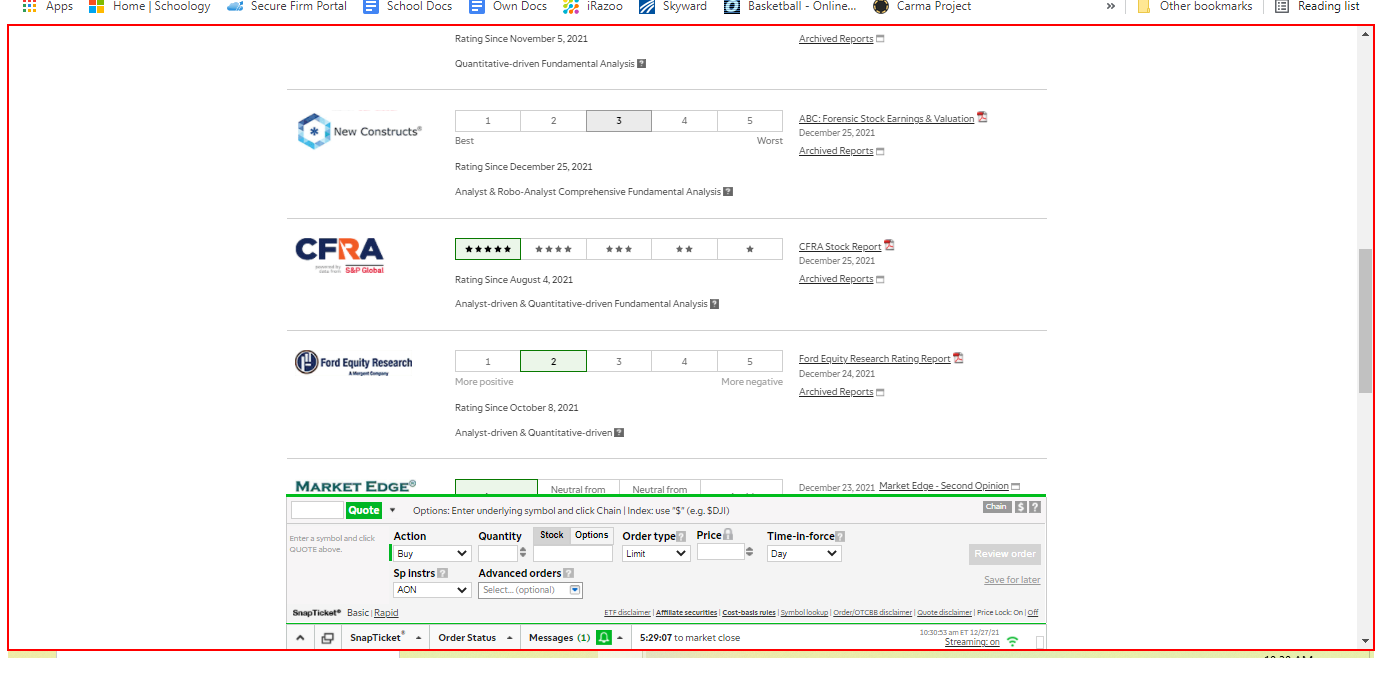 Apps Home | Schoology Secure Firm Portal School Docs Own Docs iRazoo Skyward Basketball - Online... Carma Project » Other bookmarks Reading list
Rating Since November 5, 2021 Archived Reports
Quantitative-driven Fundamental Analysis ?
New Constructs® 1 2 3 4 5 ABC: Forensic Stock Earnings & Valuation
Best Worst December 25, 2021
Archived Reports
Rating Since December 25, 2021
Analyst & Robo-Analyst Comprehensive Fundamental Analysis ?
CFRA ★★★★★ ★★★★ ★★★ ★★ ★ CFRA Stock Report
powered by data from S&P Global December 25, 2021
Rating Since August 4, 2021 Archived Reports
Analyst-driven & Quantitative-driven Fundamental Analysis ?
Ford Equity Research 1 2 3 4 5 Ford Equity Research Rating Report
A Mergent Company December 24, 2021
More positive More negative Archived Reports
Rating Since October 8, 2021
Analyst-driven & Quantitative-driven ?
MARKET EDGE® Neutral from Neutral from December 23, 2021 Market Edge - Second Opinion
Quote Options: Enter underlying symbol and click Chain | Index: use "$" (e.g. $DJI) Chain $ ?
Enter a symbol and click QUOTE above.
Action Quantity Stock Options Order type ? Price Time-in-force ?
Buy Limit Day Review order
Sp Instrs ? Advanced orders ? Save for later
AON Select... (optional)
SnapTicket® Basic | Rapid ETF disclaimer | Affiliate securities | Cost-basis rules | Symbol lookup | Order/OTCBB disclaimer | Quote disclaimer | Price Lock: On | Off
SnapTicket® Order Status Messages (1) 5:29:07 to market close 10:30:53 am ET 12/27/21
Streaming: on